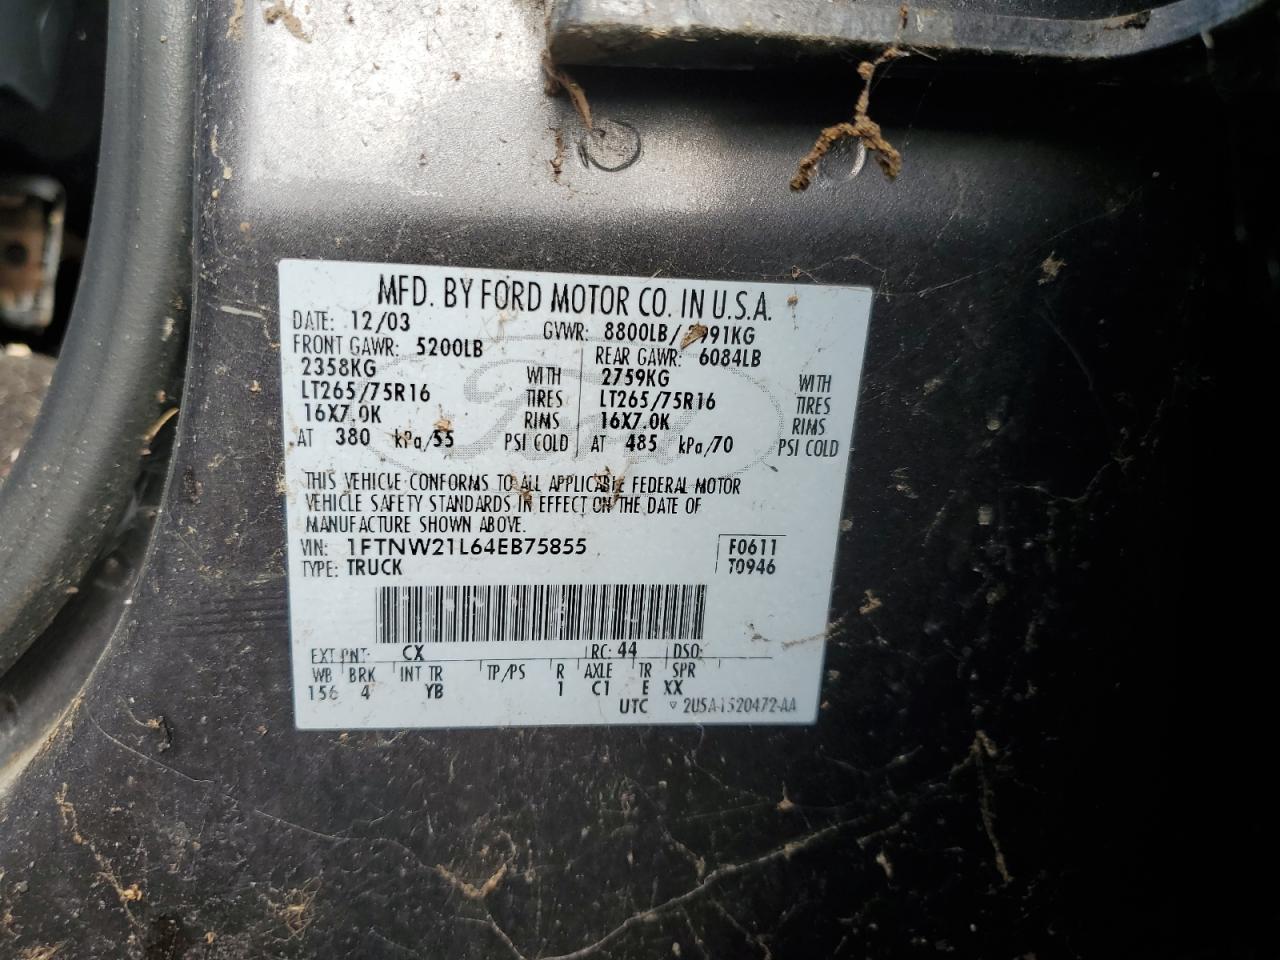 MFD. BY FORD MOTOR CO. IN U.S.A.
DATE: 12/03 GVWR: 8800LB/ 991KG
FRONT GAWR: 5200LB REAR GAWR: 6084LB
2358KG WITH 2759KG WITH
LT265/75R16 TIRES LT265/75R16 TIRES
16X7.0K RIMS 16X7.0K RIMS
AT 380 kPa/55 PSI COLD AT 485 kPa/70 PSI COLD
THIS VEHICLE CONFORMS TO ALL APPLICABLE FEDERAL MOTOR
VEHICLE SAFETY STANDARDS IN EFFECT ON THE DATE OF
MANUFACTURE SHOWN ABOVE.
VIN: 1FTNW21L64EB75855 F0611
TYPE: TRUCK T0946
EXT PNT: CX RC: 44 DSO:
WB BRK INT TR TP/PS R AXLE TR SPR
156 4 YB 1 C1 E XX
UTC ▽ 2U5A-1520472-AA